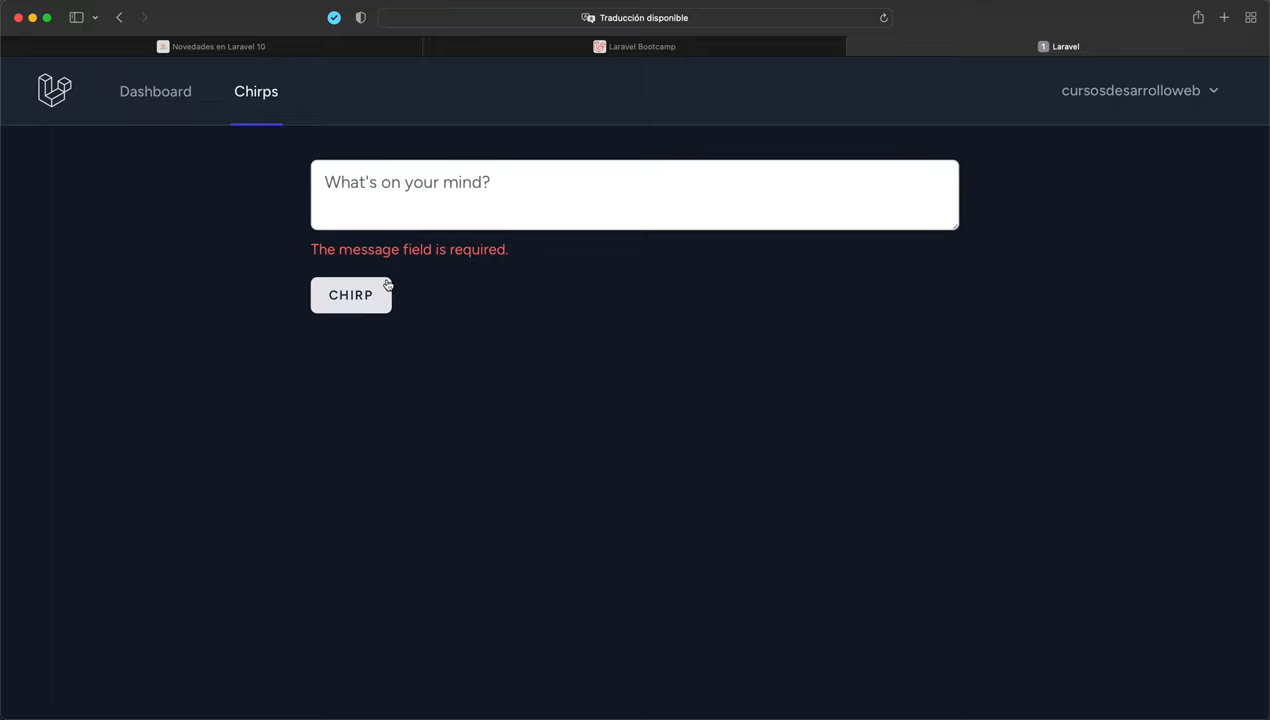 Traducción disponible
Novedades en Laravel 10
Laravel Bootcamp
1 Laravel
Dashboard
Chirps
cursosdesarrolloweb
What's on your mind?
The message field is required.
CHIRP